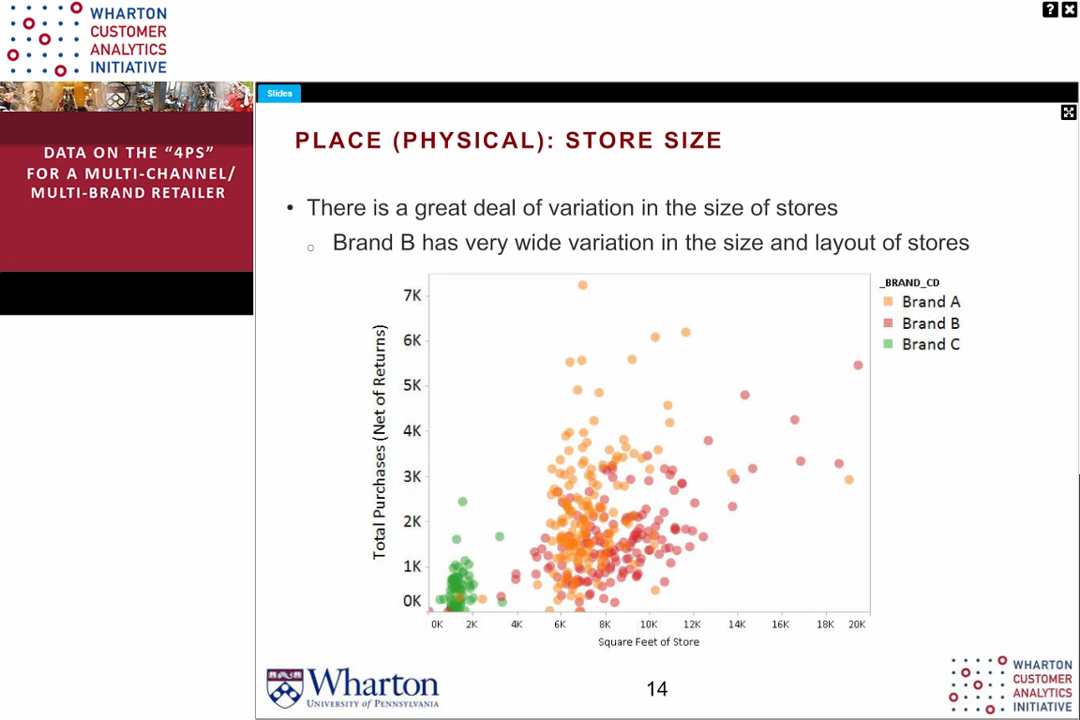 WHARTON
CUSTOMER
ANALYTICS
INITIATIVE
? 
Slides
DATA ON THE “4PS”
FOR A MULTI-CHANNEL/
MULTI-BRAND RETAILER
PLACE (PHYSICAL): STORE SIZE
• There is a great deal of variation in the size of stores
○ Brand B has very wide variation in the size and layout of stores
_BRAND_CD
Brand A
Brand B
Brand C
Total Purchases (Net of Returns)
7K
6K
5K
4K
3K
2K
1K
0K
0K 2K 4K 6K 8K 10K 12K 14K 16K 18K 20K
Square Feet of Store
Wharton
UNIVERSITY of PENNSYLVANIA
14
WHARTON
CUSTOMER
ANALYTICS
INITIATIVE